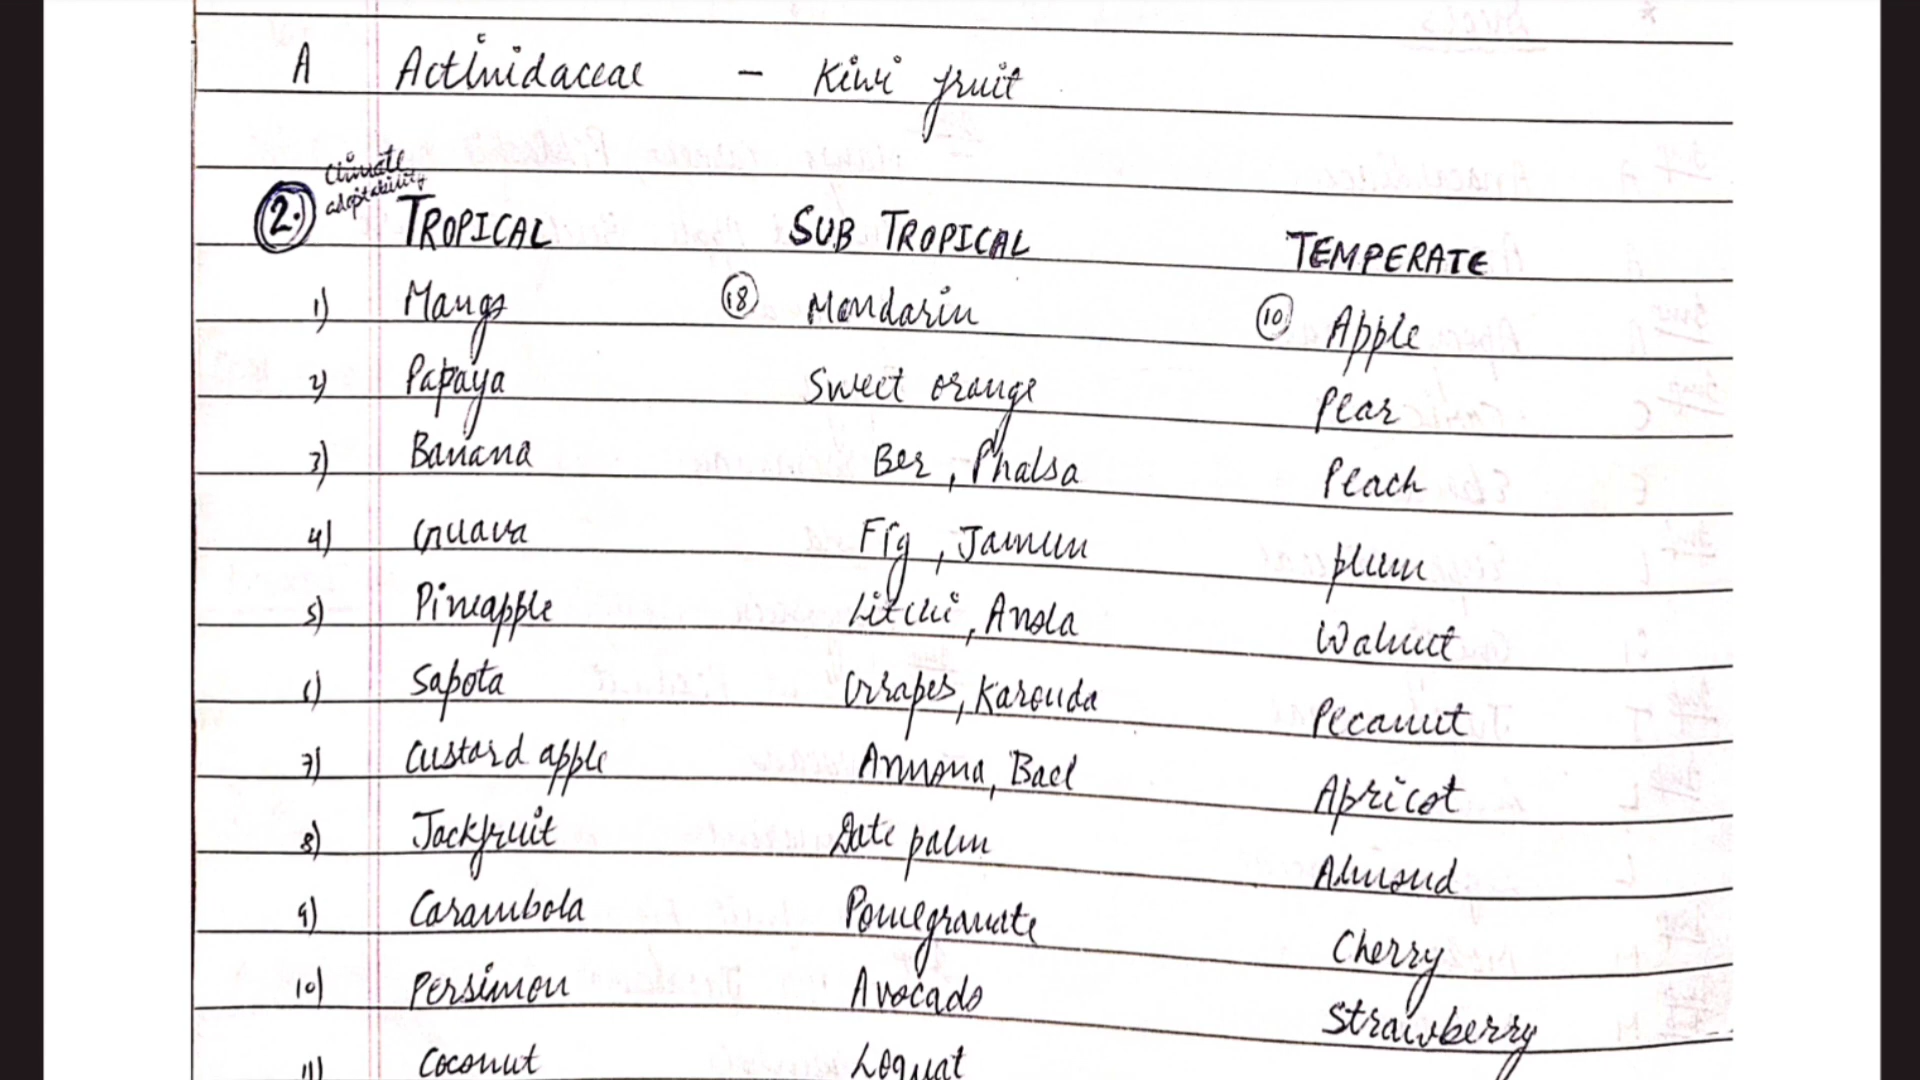 A Actinidaceae - Kiwi fruit
Climate
adoptability
2. TROPICAL SUB TROPICAL TEMPERATE
1) Mango 18 Mandarin 10 Apple
2) Papaya Sweet orange Pear
3) Banana Ber, Phalsa Peach
4) Guava Fig, Jamun plum
5) Pineapple Litchi, Anola Walnut
6) Sapota Grapes, Karonda Pecanut
7) Custard apple Annona, Bael Apricot
8) Jackfruit Date palm Almond
9) Carambola Pomegranate Cherry
10) Persimon Avocado Strawberry
11) Coconut Loquat